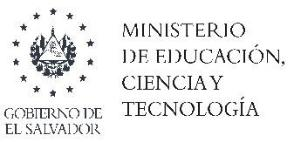 MINISTERIO
DE EDUCACIÓN,
CIENCIA Y
TECNOLOGÍA
GOBIERNO DE
EL SALVADOR